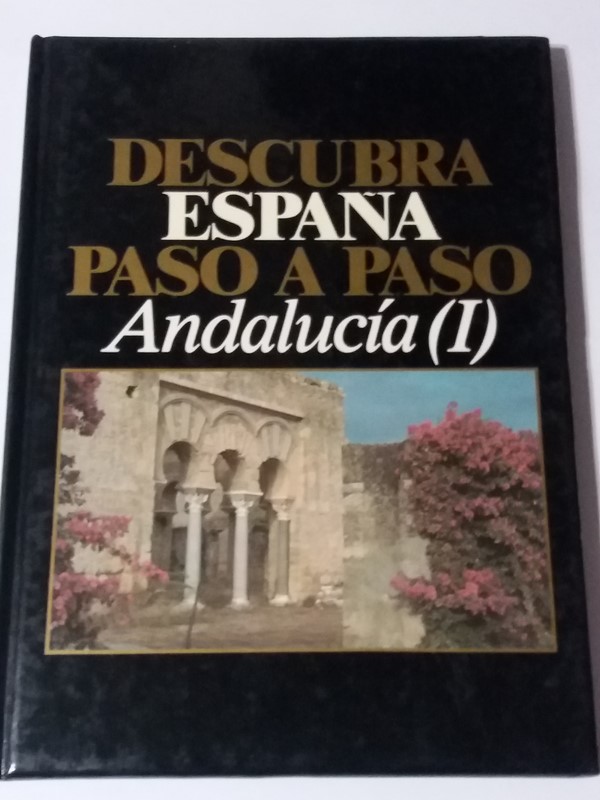 DESCUBRA
ESPAÑA
PASO A PASO
Andalucía (I)